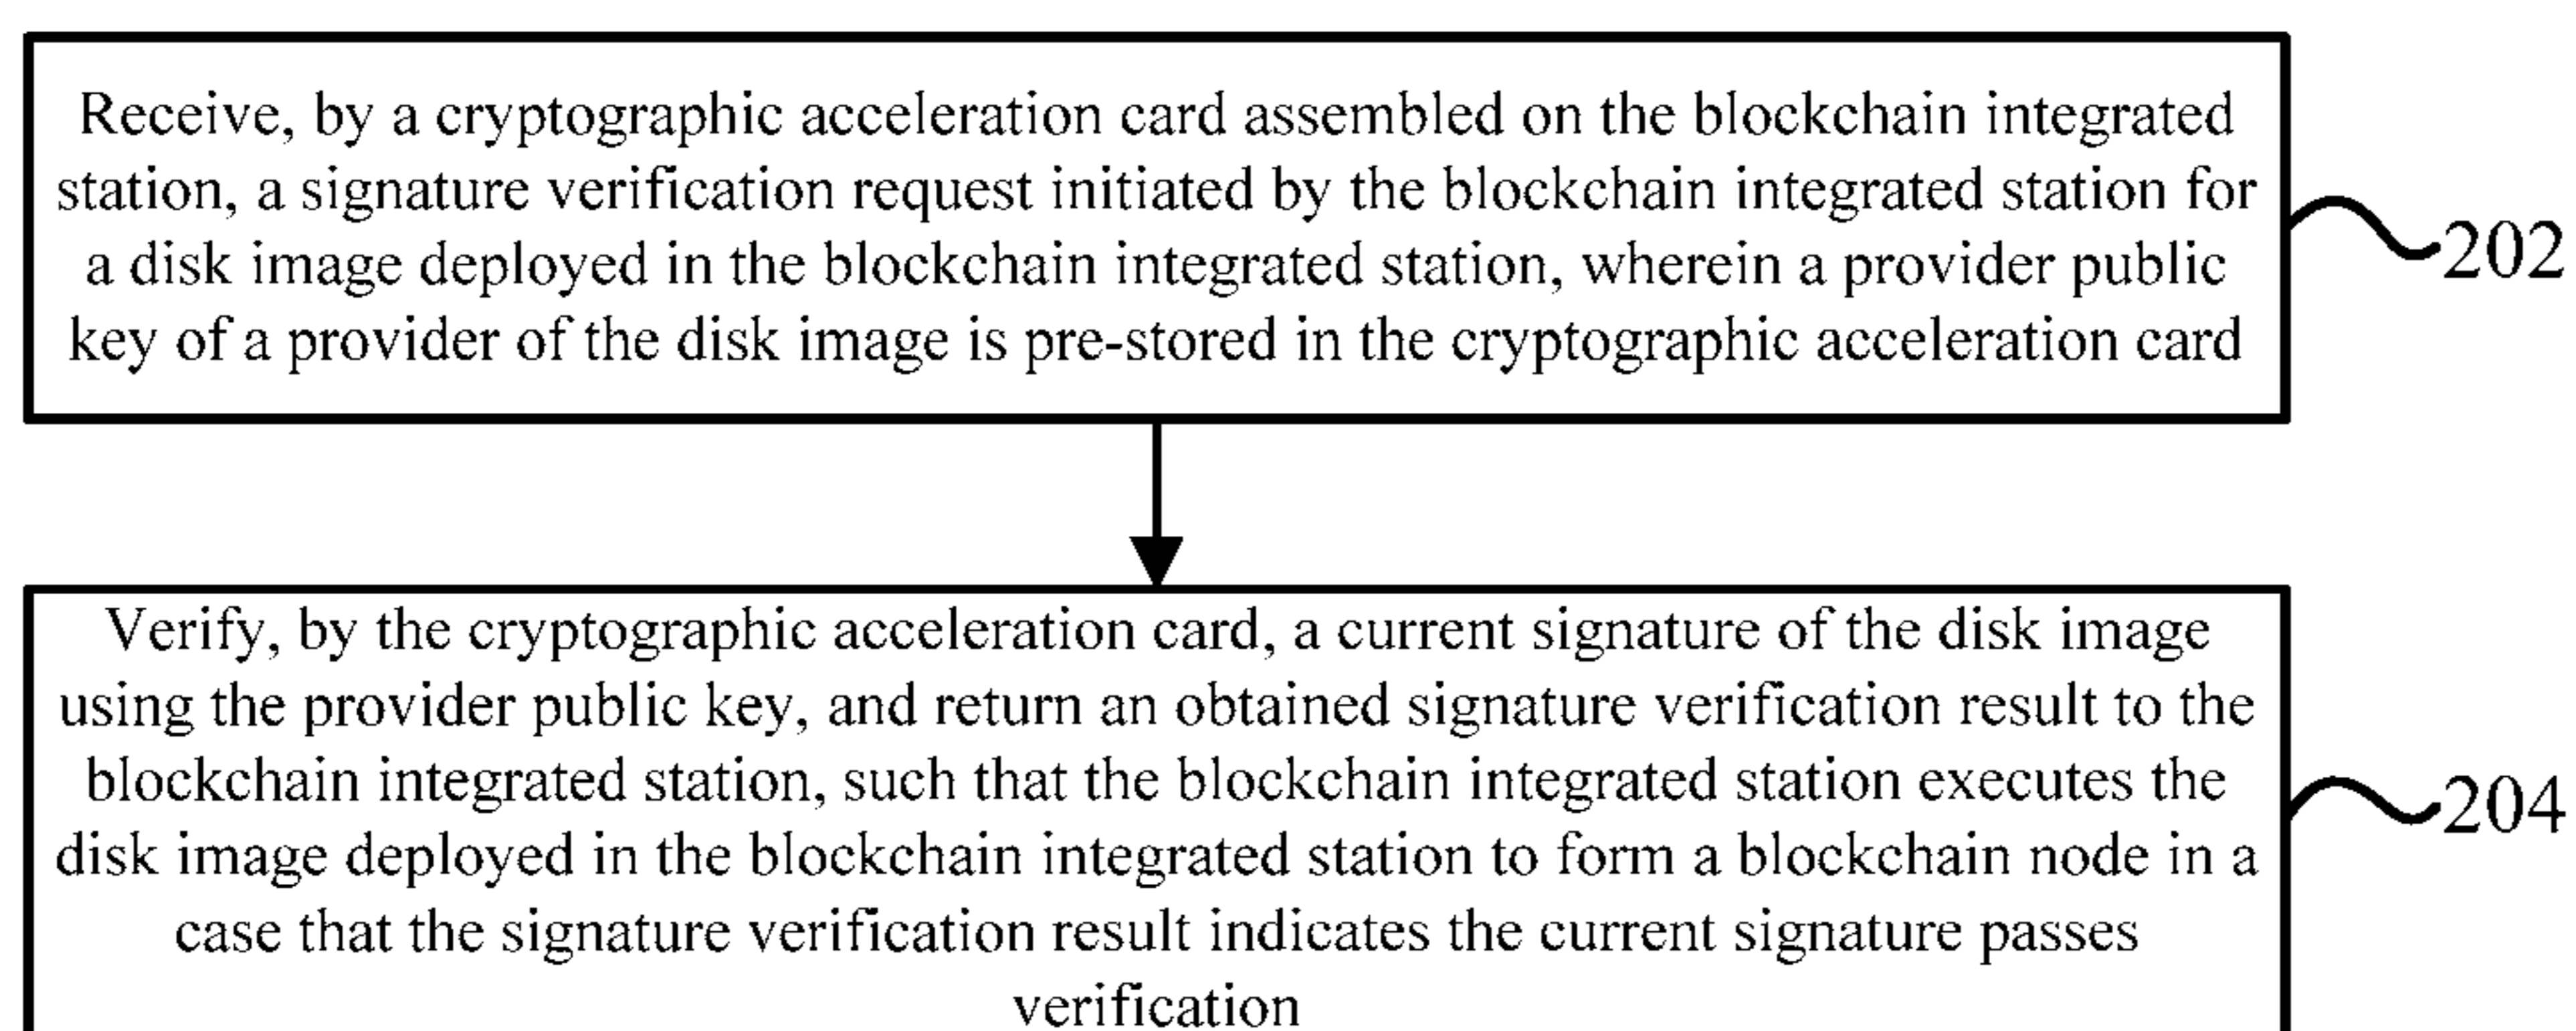 Receive, by a cryptographic acceleration card assembled on the blockchain integrated
station, a signature verification request initiated by the blockchain integrated station for
a disk image deployed in the blockchain integrated station, wherein a provider public
key of a provider of the disk image is pre-stored in the cryptographic acceleration card
202
Verify, by the cryptographic acceleration card, a current signature of the disk image
using the provider public key, and return an obtained signature verification result to the
blockchain integrated station, such that the blockchain integrated station executes the
disk image deployed in the blockchain integrated station to form a blockchain node in a
case that the signature verification result indicates the current signature passes
verification
204